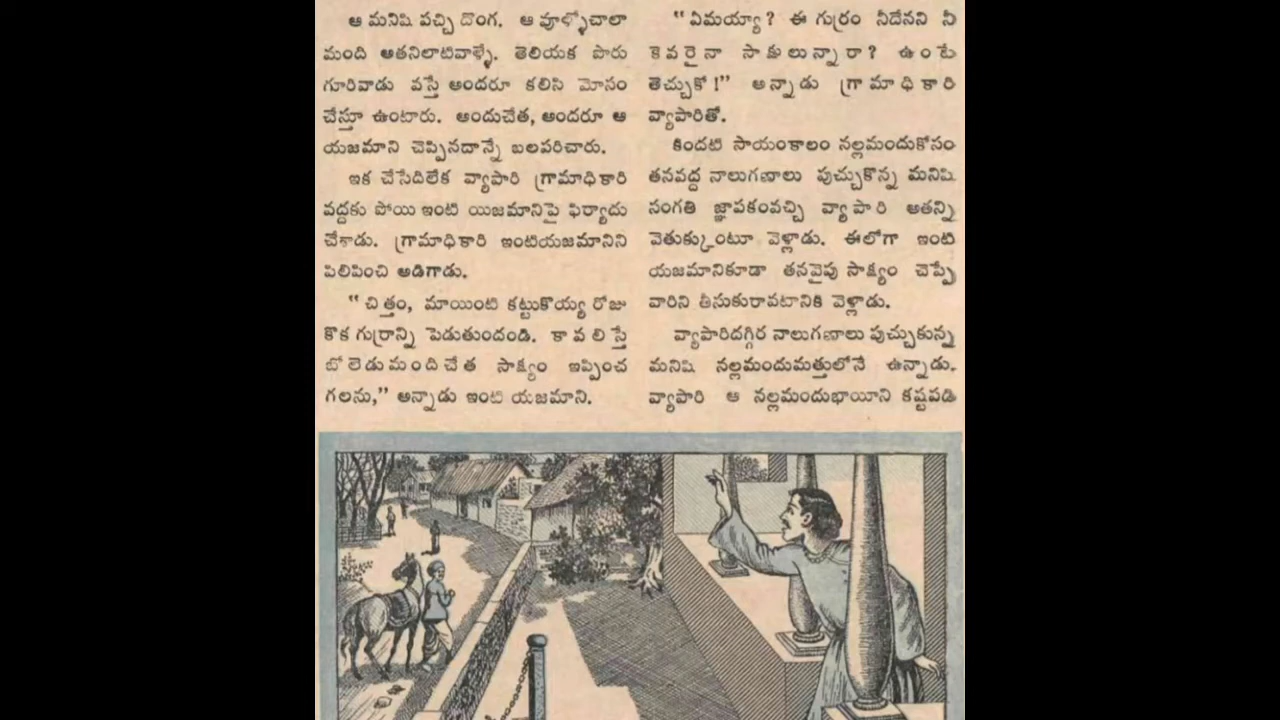 ఆ మనిషి పచ్చి దొంగ. ఆ వూళ్ళోచాలా
మంది అతనిలాటివాళ్ళే. తెలియక పొరు
గూరివాడు వస్తే అందరూ కలిసి మోసం
చేస్తూ ఉంటారు. అందుచేత, అందరూ ఆ
యజమాని చెప్పినదాన్నే బలపరిచారు.
ఇక చేసేదిలేక వ్యాపారి గ్రామాధికారి
వద్దకు పోయి ఇంటి యిజమానిపై ఫిర్యాదు
చేశాడు. గ్రామాధికారి ఇంటియజమానిని
పిలిపించి అడిగాడు.
“చిత్తం, మాయింటి కట్టుకొయ్య రోజు
కొక గుర్రాన్ని పెడుతుందండి. కావలిస్తే
బోలెడుమందిచేత సాక్ష్యం ఇప్పించ
గలను,” అన్నాడు ఇంటి యజమాని.
“ఏమయ్యా? ఈ గుర్రం నీదేనని నీ
కెవరైనా సాక్షులున్నారా? ఉంటే
తెచ్చుకో!” అన్నాడు గ్రామాధికారి
వ్యాపారితో.
కిందటి సాయంకాలం నల్లమందుకోసం
తనవద్ద నాలుగణాలు పుచ్చుకొన్న మనిషి
సంగతి జ్ఞాపకంవచ్చి వ్యాపారి అతన్ని
వెతుక్కుంటూ వెళ్లాడు. ఈలోగా ఇంటి
యజమానికూడా తనవైపు సాక్ష్యం చెప్పే
వారిని తీసుకురావటానికి వెళ్లాడు.
వ్యాపారిదగ్గిర నాలుగణాలు పుచ్చుకున్న
మనిషి నల్లమందుమత్తులోనే ఉన్నాడు.
వ్యాపారి ఆ నల్లమందుభాయీని కష్టపడి